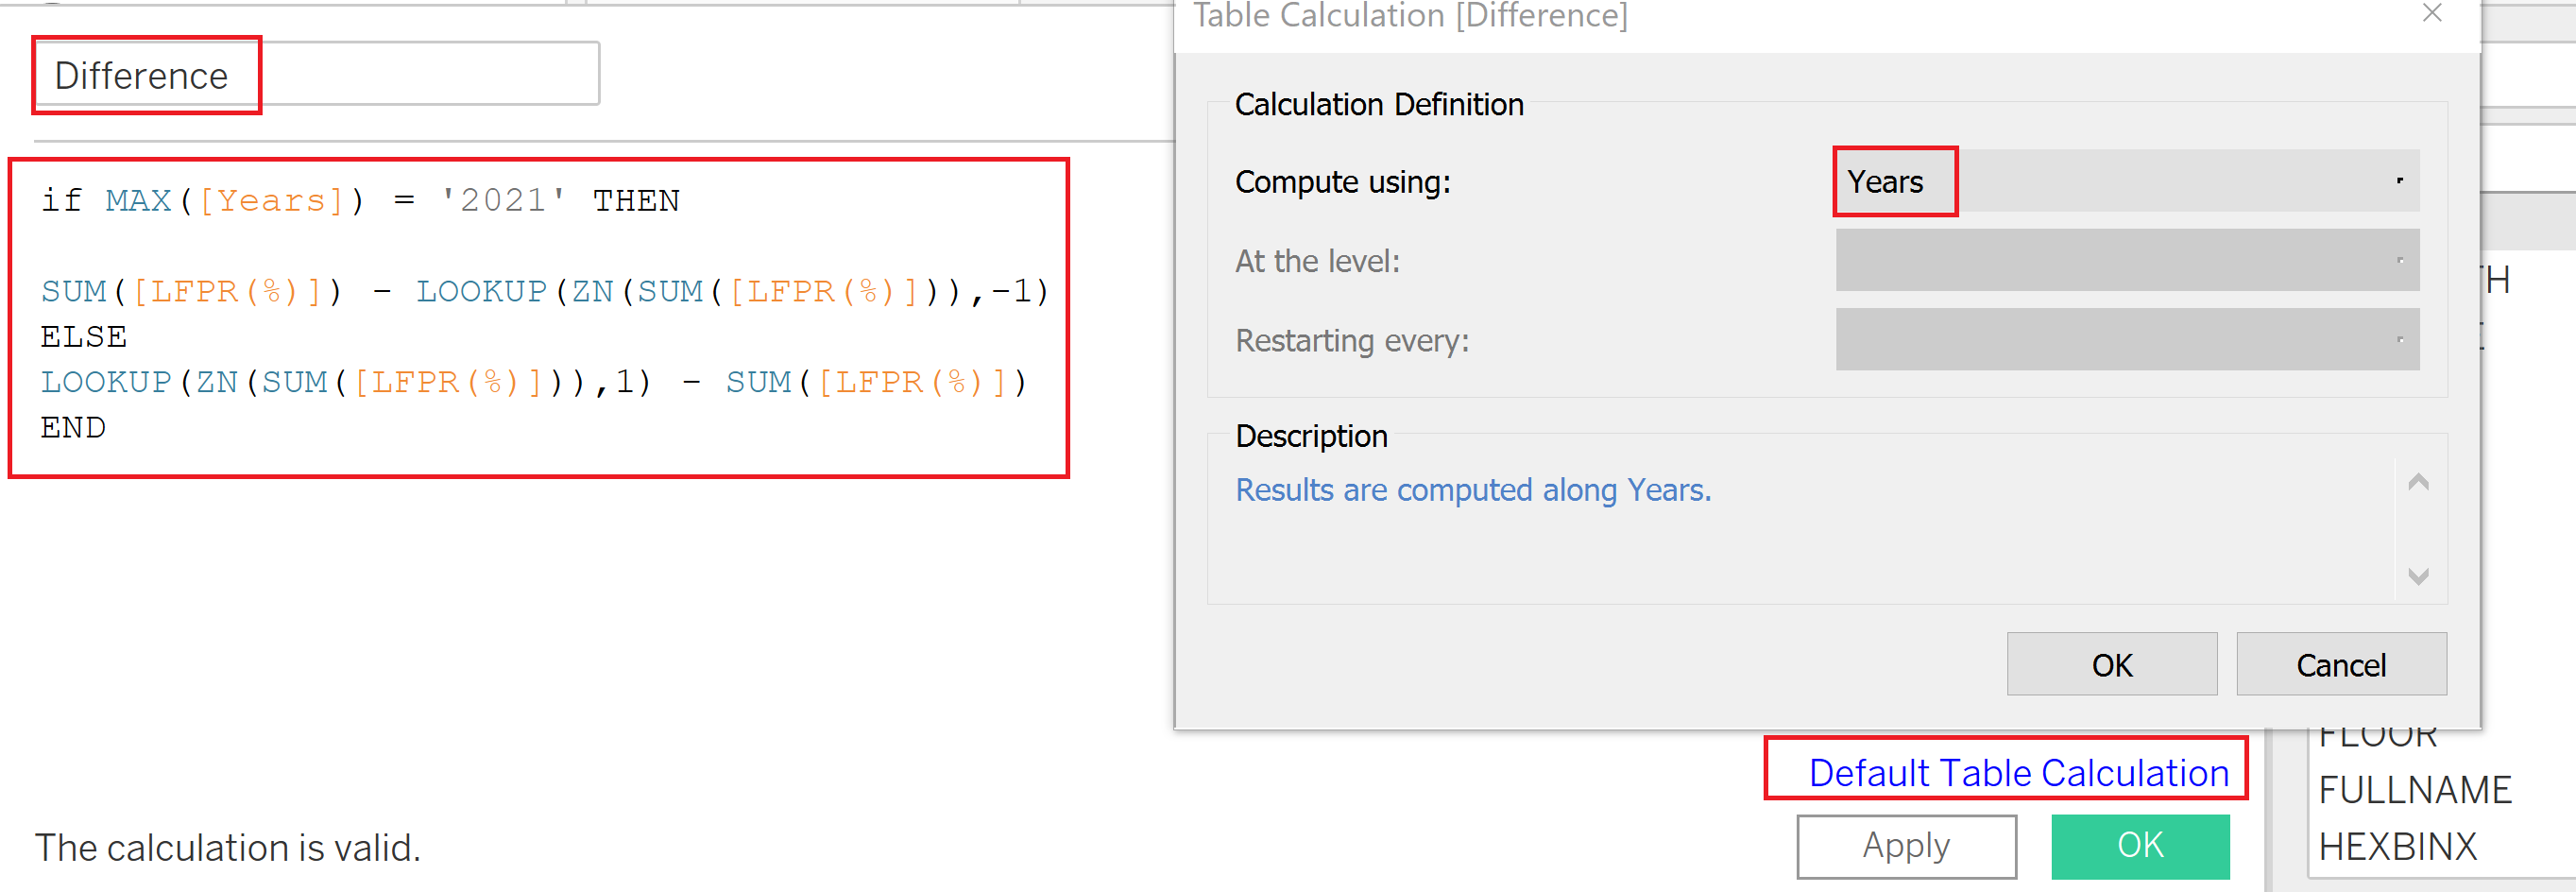 Difference
if MAX([Years]) = '2021' THEN
SUM([LFPR(%)]) - LOOKUP(ZN(SUM([LFPR(%)])),-1)
ELSE
LOOKUP(ZN(SUM([LFPR(%)])),1) - SUM([LFPR(%)])
END
The calculation is valid.
Table Calculation [Difference]
Calculation Definition
Compute using:
Years
At the level:
Restarting every:
Description
Results are computed along Years.
OK
Cancel
Default Table Calculation
Apply
OK
TH
FLOOR
FULLNAME
HEXBINX